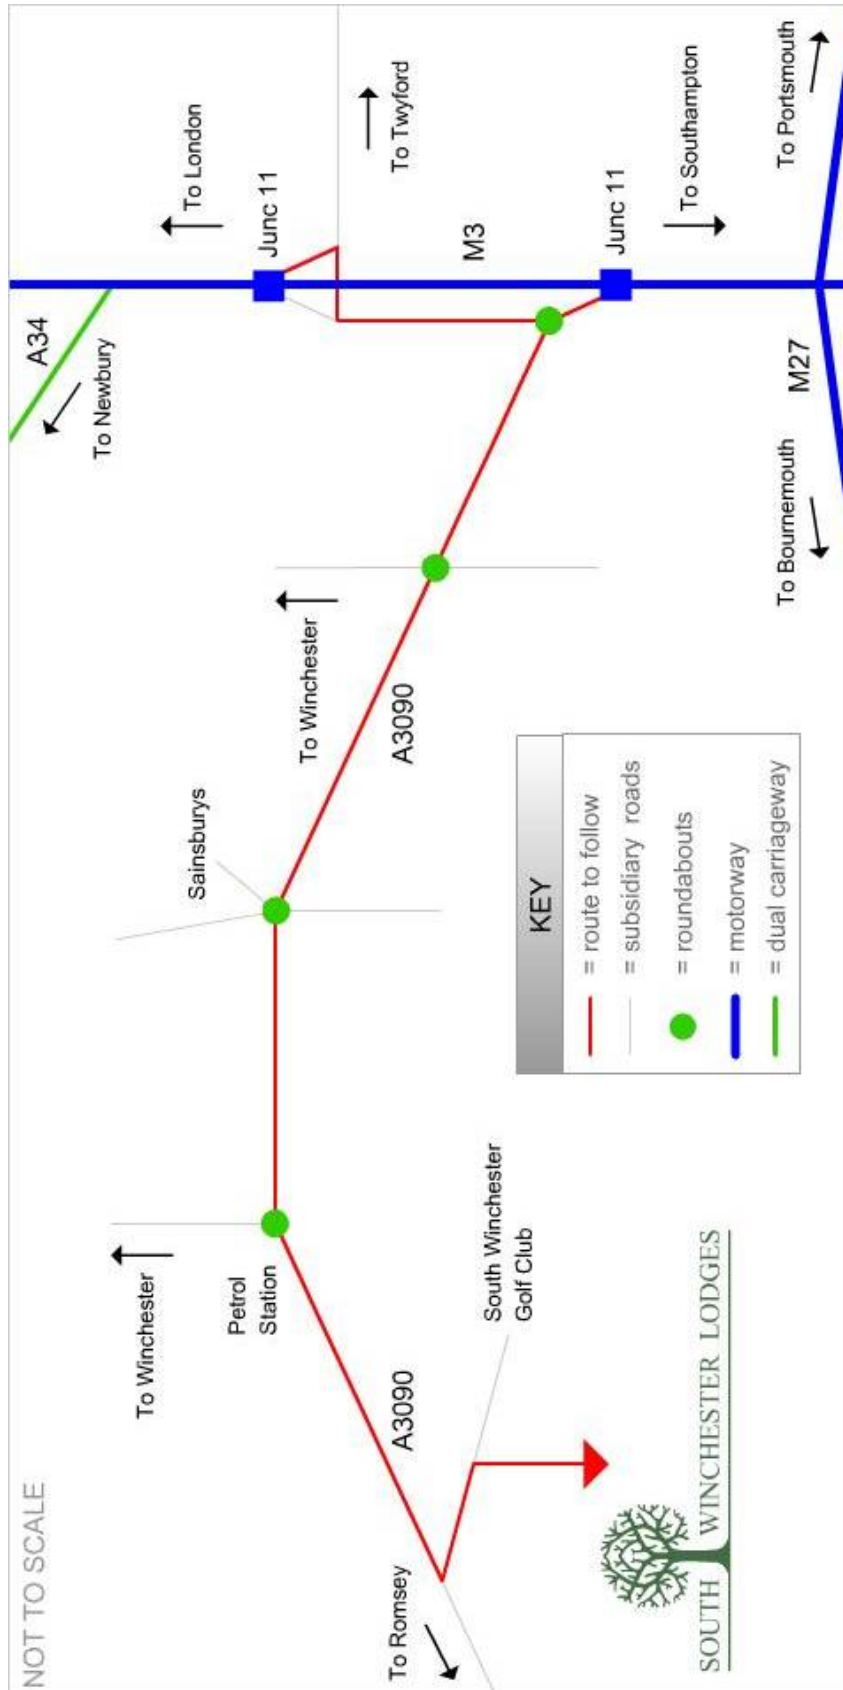 NOT TO SCALE
To Winchester
Petrol
Station
A3090
To Romsey
South Winchester
Golf Club
SOUTH WINCHESTER LODGES
Sainsburys
To Winchester
A3090
KEY
= route to follow
= subsidiary roads
= roundabouts
= motorway
= dual carriageway
A34
To Newbury
To London
Junc 11
To Twyford
M3
Junc 11
To Southampton
M27
To Bournemouth
To Portsmouth